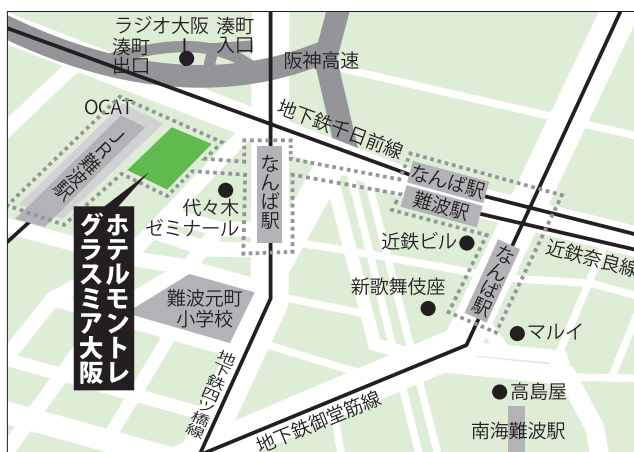 ラジオ大阪
湊町
入口
湊町
出口
阪神高速
OCAT
地下鉄千日前線
JR難波駅
なんば駅
なんば駅
難波駅
代々木
ゼミナール
近鉄ビル
近鉄奈良線
なんば駅
新歌舞伎座
ホテルモントレ
グラスミア大阪
難波元町
小学校
マルイ
地下鉄四ツ橋線
地下鉄御堂筋線
高島屋
南海難波駅